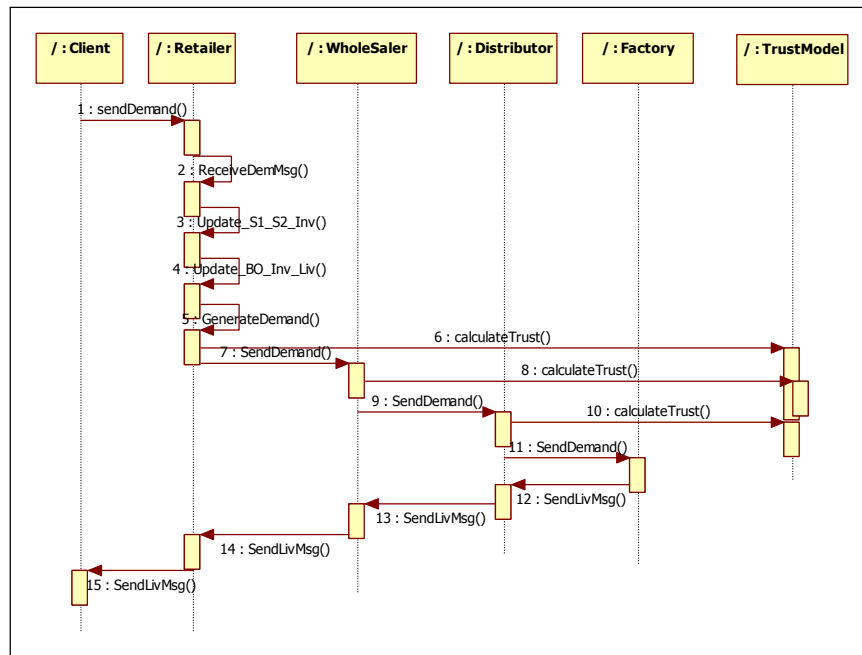 / : Client
/ : Retailer
/ : WholeSaler
/ : Distributor
/ : Factory
/ : TrustModel
1 : sendDemand()
2 : ReceiveDemMsg()
3 : Update_S1_S2_Inv()
4 : Update_BO_Inv_Liv()
5 : GenerateDemand()
6 : calculateTrust()
7 : SendDemand()
8 : calculateTrust()
9 : SendDemand()
10 : calculateTrust()
11 : SendDemand()
12 : SendLivMsg()
13 : SendLivMsg()
14 : SendLivMsg()
15 : SendLivMsg()